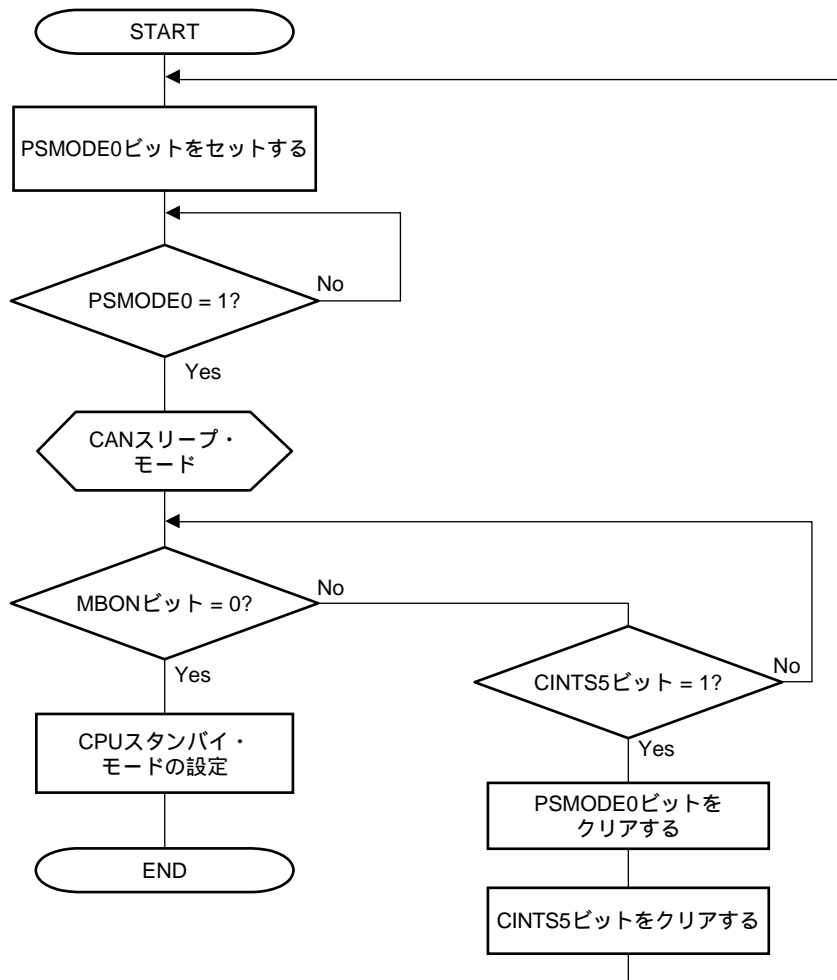 START
PSMODE0ビットをセットする
PSMODE0 = 1?
No
Yes
CANスリープ・
モード
MBONビット = 0?
No
Yes
CINTS5ビット = 1?
No
Yes
CPUスタンバイ・
モードの設定
PSMODE0ビットを
クリアする
END
CINTS5ビットをクリアする